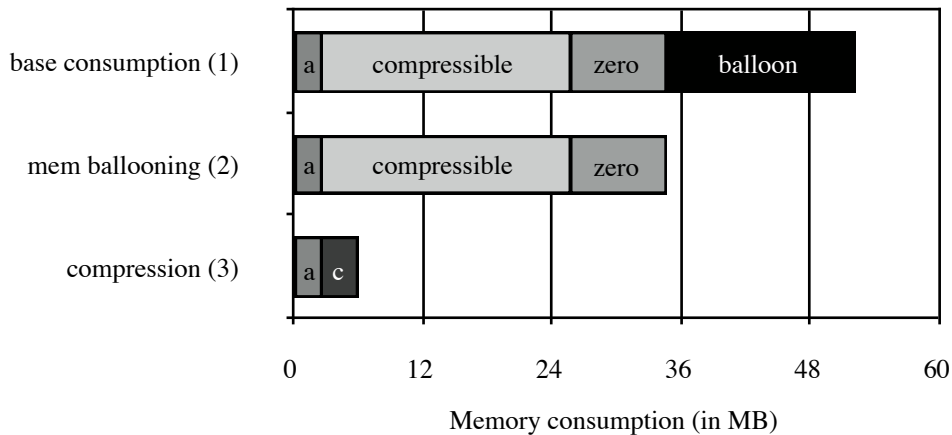 base consumption (1)
a compressible zero balloon
mem ballooning (2)
a compressible zero
compression (3)
a c
0 12 24 36 48 60
Memory consumption (in MB)